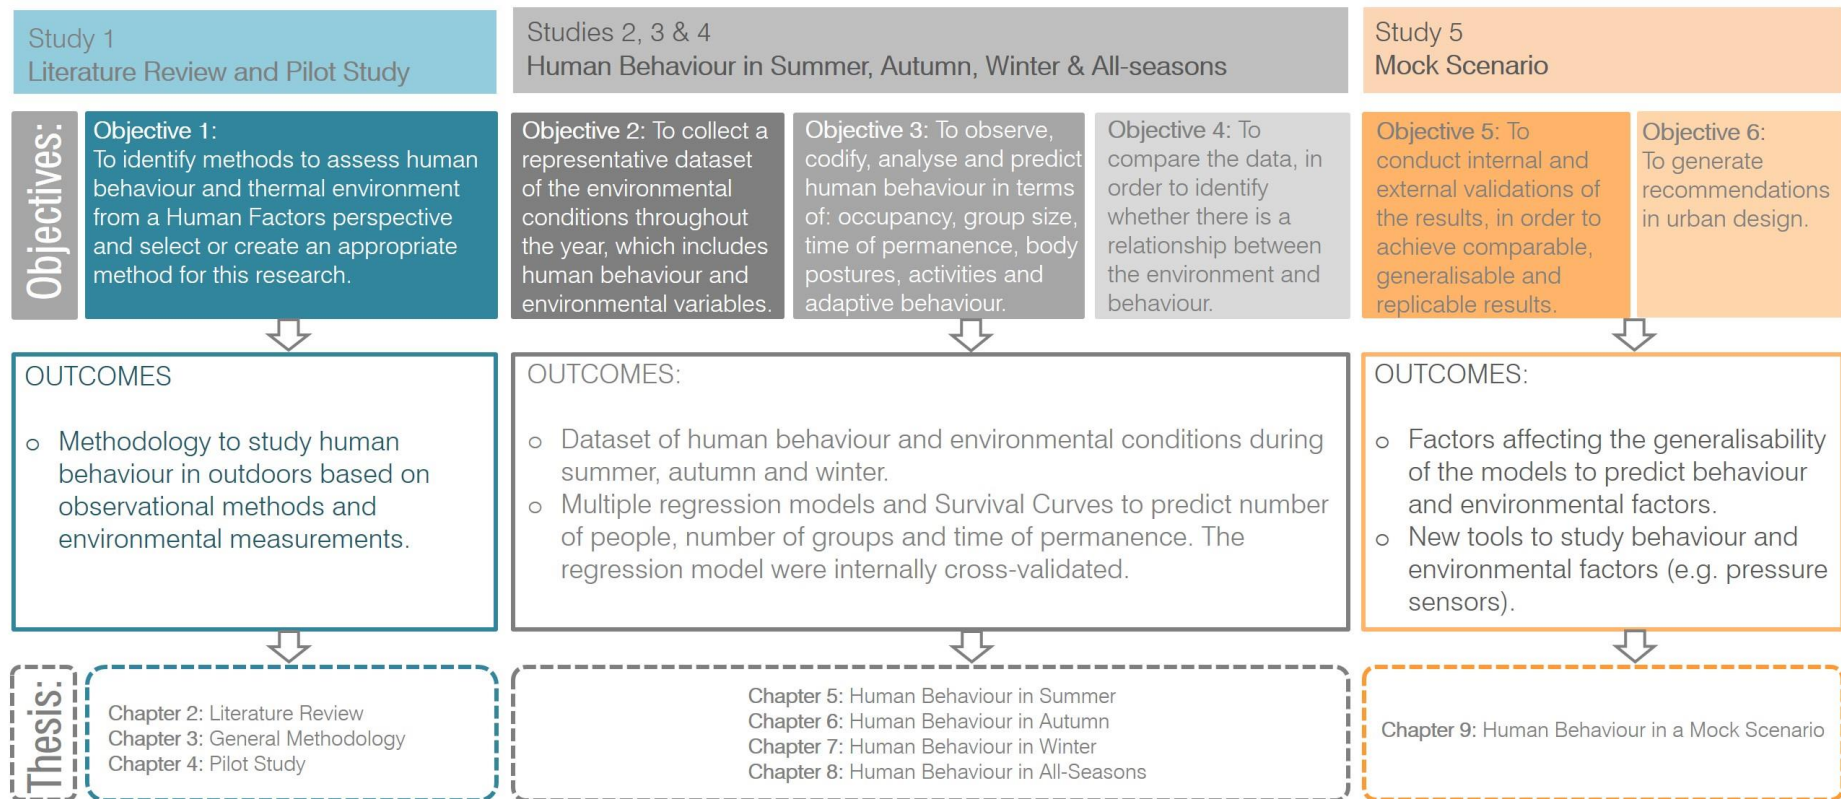 Study 1
Literature Review and Pilot Study
Studies 2, 3 & 4
Human Behaviour in Summer, Autumn, Winter & All-seasons
Study 5
Mock Scenario
Objectives:
Objective 1:
To identify methods to assess human
behaviour and thermal environment
from a Human Factors perspective
and select or create an appropriate
method for this research.
Objective 2: To collect a
representative dataset
of the environmental
conditions throughout
the year, which includes
human behaviour and
environmental variables.
Objective 3: To observe,
codify, analyse and predict
human behaviour in terms
of: occupancy, group size,
time of permanence, body
postures, activities and
adaptive behaviour.
Objective 4: To
compare the data, in
order to identify
whether there is a
relationship between
the environment and
behaviour.
Objective 5: To
conduct internal and
external validations of
the results, in order to
achieve comparable,
generalisable and
replicable results.
Objective 6:
To generate
recommendations
in urban design.
OUTCOMES
o Methodology to study human
behaviour in outdoors based on
observational methods and
environmental measurements.
OUTCOMES:
o Dataset of human behaviour and environmental conditions during
summer, autumn and winter.
o Multiple regression models and Survival Curves to predict number
of people, number of groups and time of permanence. The
regression model were internally cross-validated.
OUTCOMES:
o Factors affecting the generalisability
of the models to predict behaviour
and environmental factors.
o New tools to study behaviour and
environmental factors (e.g. pressure
sensors).
Thesis:
Chapter 2: Literature Review
Chapter 3: General Methodology
Chapter 4: Pilot Study
Chapter 5: Human Behaviour in Summer
Chapter 6: Human Behaviour in Autumn
Chapter 7: Human Behaviour in Winter
Chapter 8: Human Behaviour in All-Seasons
Chapter 9: Human Behaviour in a Mock Scenario